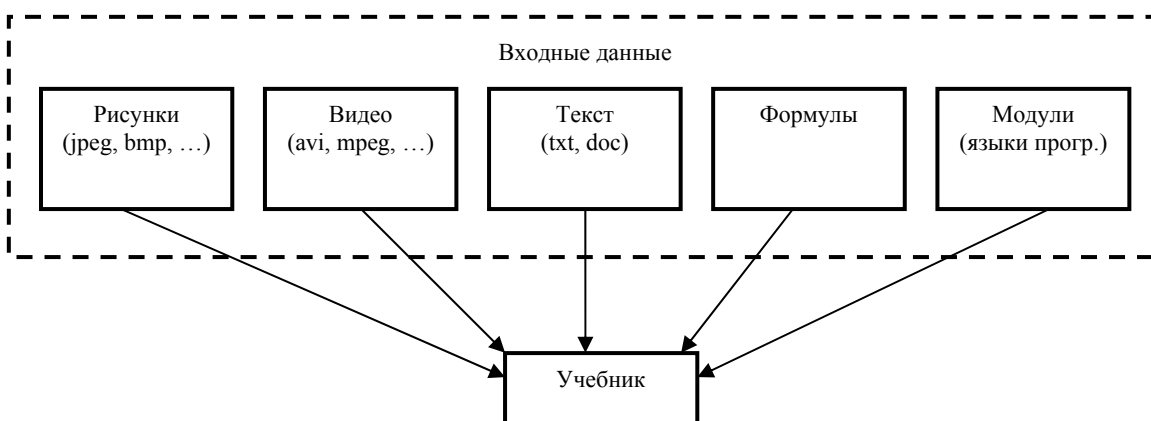 Входные данные
Рисунки
(jpeg, bmp, …)
Видео
(avi, mpeg, …)
Текст
(txt, doc)
Формулы
Модули
(языки прогр.)
Учебник